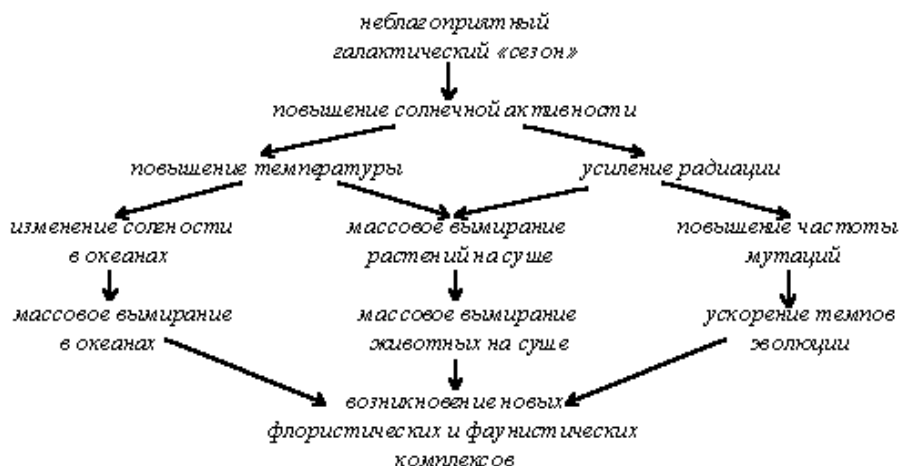 неблагоприятный
галактический «сезон»
повышение солнечной активности
повышение температуры
усиление радиации
изменение солености
в океанах
массовое вымирание
растений на суше
повышение частоты
мутаций
массовое вымирание
в океанах
массовое вымирание
животных на суше
ускорение темпов
эволюции
возникновение новых
флористических и фаунистических
комплексов